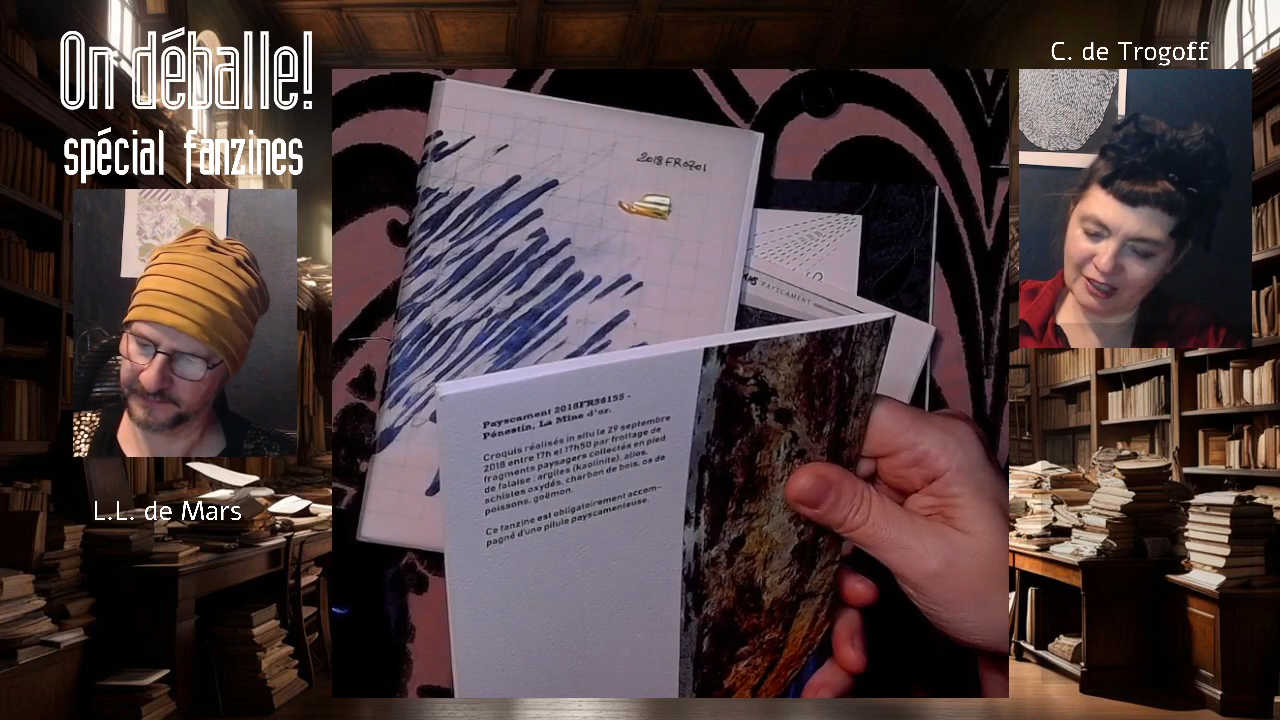 On déballe!
spécial fanzines
C. de Trogoff
L.L. de Mars
2018FR0701
PAYSCAMENT
Payscament 2018FR56155 -
Pénestin, La Mine d'or.
Croquis réalisés in situ le 29 septembre
2018 entre 17h et 17h50 par frottage de
fragments paysagers collectés en pied
de falaise : argiles (kaolinite), alios,
schistes oxydés, charbon de bois, os de
poissons, goëmon.
Ce fanzine est obligatoirement accom-
pagné d'une pilule payscamenteuse.